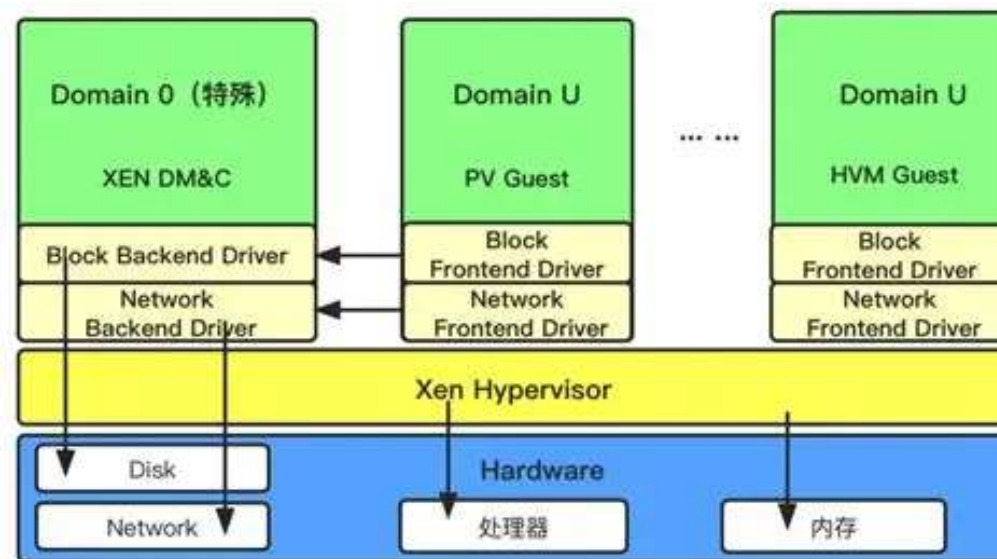 Domain 0（特殊）
XEN DM&C
Block Backend Driver
Network
Backend Driver
Domain U
PV Guest
Block
Frontend Driver
Network
Frontend Driver
... ...
Domain U
HVM Guest
Block
Frontend Driver
Network
Frontend Driver
Xen Hypervisor
Hardware
Disk
Network
处理器
内存